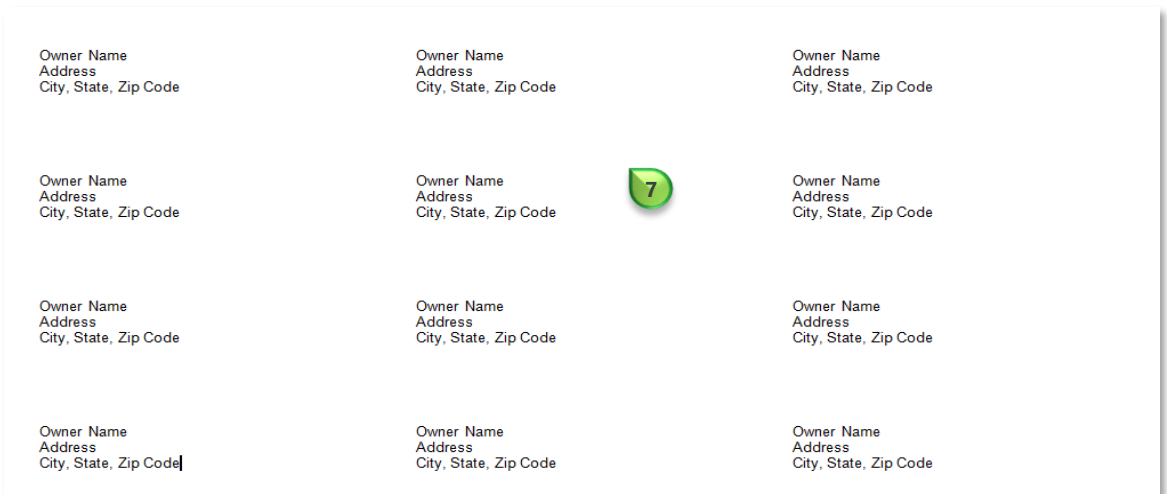 Owner Name
Address
City, State, Zip Code
Owner Name
Address
City, State, Zip Code
Owner Name
Address
City, State, Zip Code
Owner Name
Address
City, State, Zip Code
Owner Name
Address
City, State, Zip Code
7
Owner Name
Address
City, State, Zip Code
Owner Name
Address
City, State, Zip Code
Owner Name
Address
City, State, Zip Code
Owner Name
Address
City, State, Zip Code
Owner Name
Address
City, State, Zip Code
Owner Name
Address
City, State, Zip Code
Owner Name
Address
City, State, Zip Code